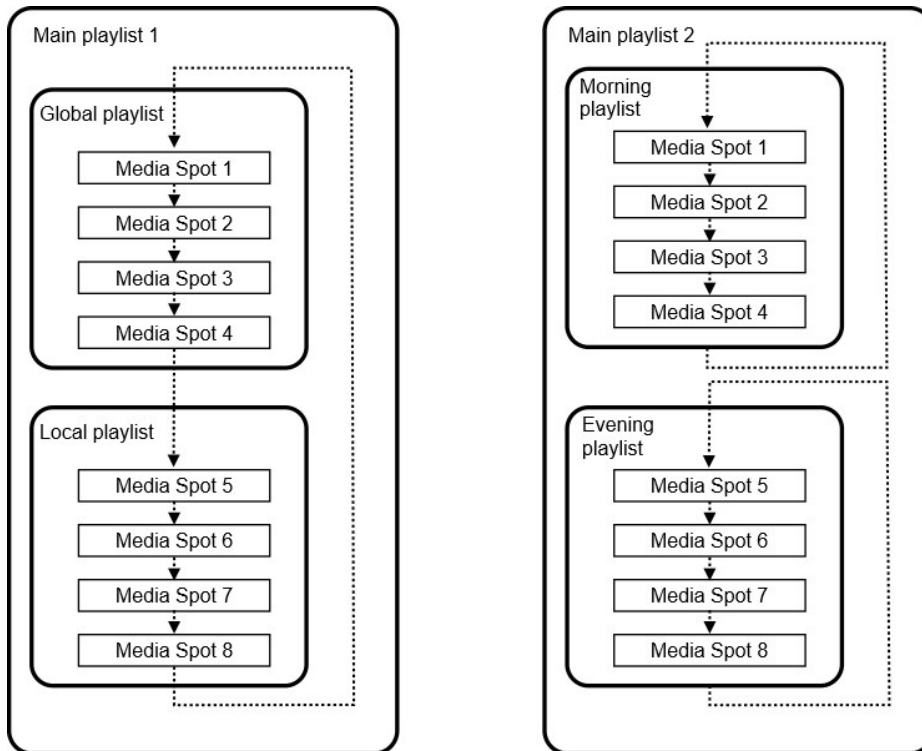 Main playlist 1
Global playlist
Media Spot 1
Media Spot 2
Media Spot 3
Media Spot 4
Local playlist
Media Spot 5
Media Spot 6
Media Spot 7
Media Spot 8
Main playlist 2
Morning
playlist
Media Spot 1
Media Spot 2
Media Spot 3
Media Spot 4
Evening
playlist
Media Spot 5
Media Spot 6
Media Spot 7
Media Spot 8